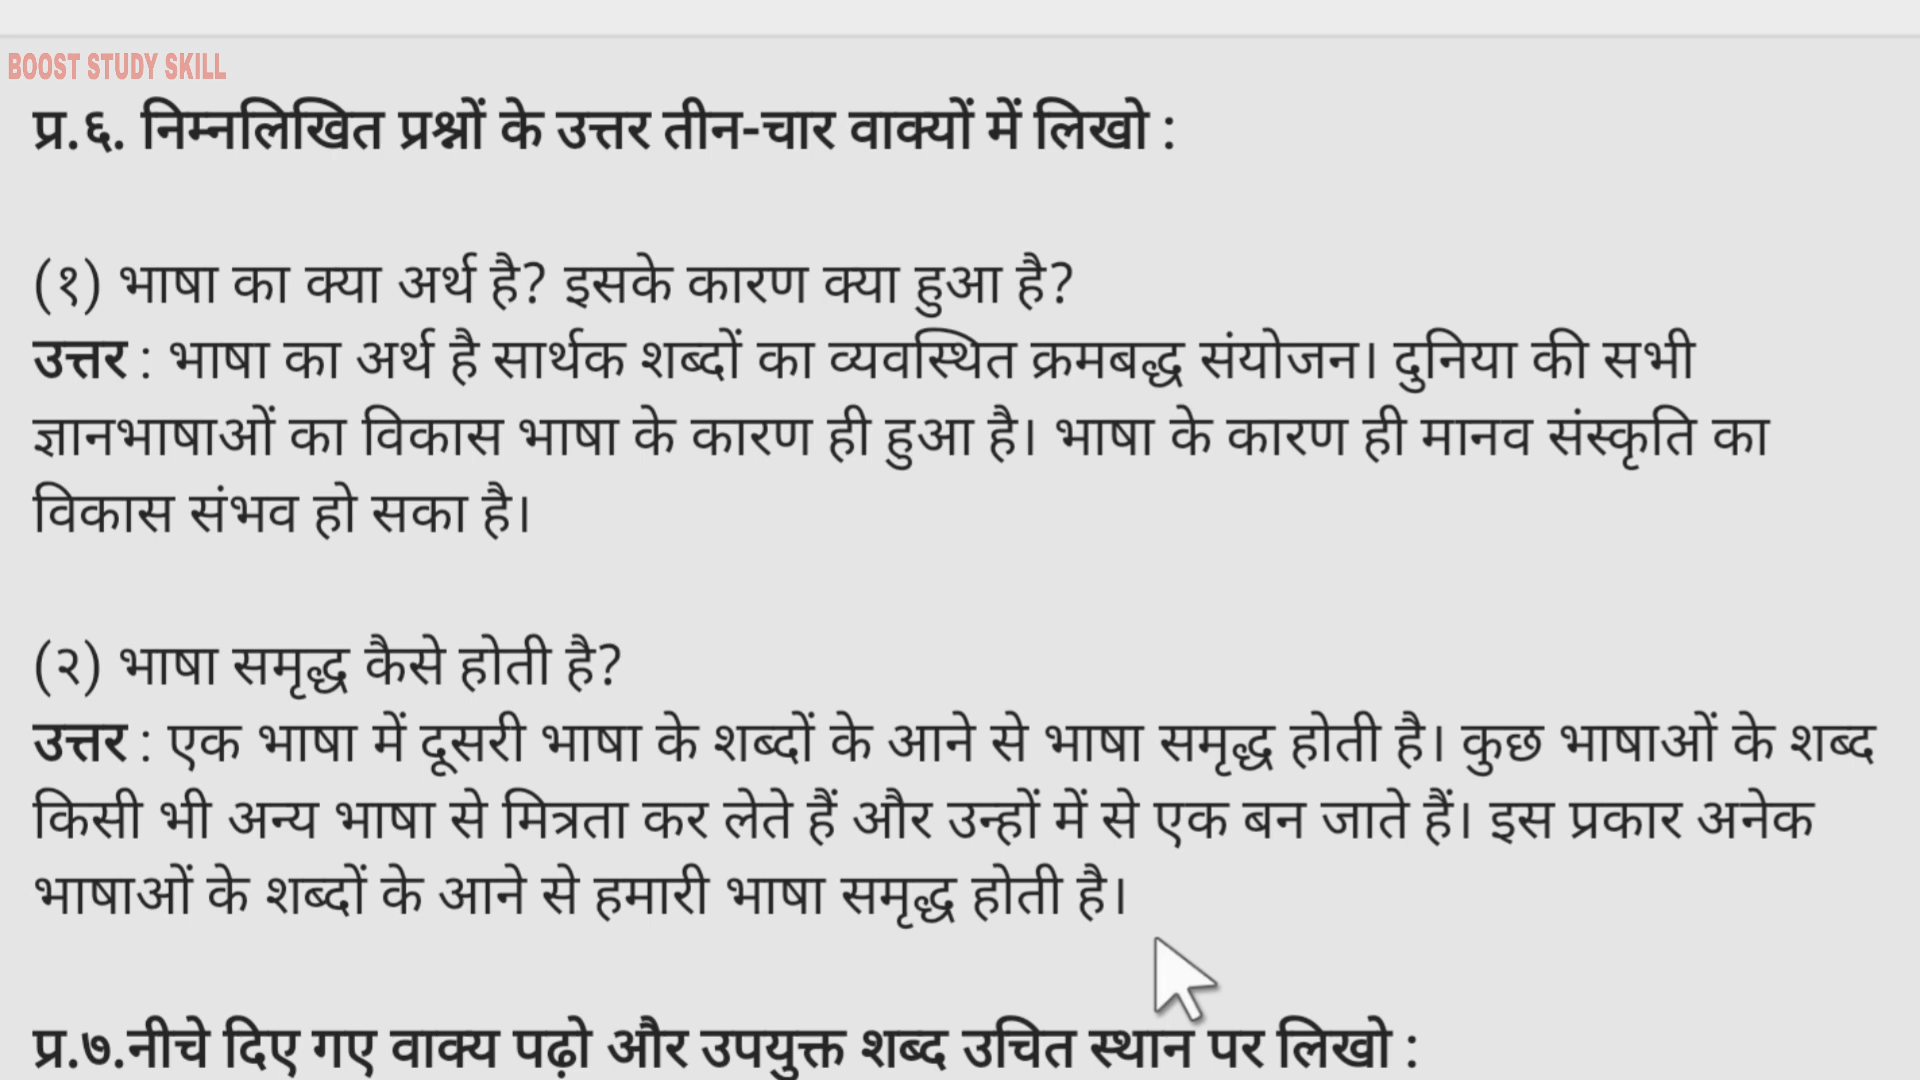 BOOST STUDY SKILL
प्र.६. निम्नलिखित प्रश्नों के उत्तर तीन-चार वाक्यों में लिखो :
(१) भाषा का क्या अर्थ है? इसके कारण क्या हुआ है?
उत्तर : भाषा का अर्थ है सार्थक शब्दों का व्यवस्थित क्रमबद्ध संयोजन। दुनिया की सभी
ज्ञानभाषाओं का विकास भाषा के कारण ही हुआ है। भाषा के कारण ही मानव संस्कृति का
विकास संभव हो सका है।
(२) भाषा समृद्ध कैसे होती है?
उत्तर : एक भाषा में दूसरी भाषा के शब्दों के आने से भाषा समृद्ध होती है। कुछ भाषाओं के शब्द
किसी भी अन्य भाषा से मित्रता कर लेते हैं और उन्हों में से एक बन जाते हैं। इस प्रकार अनेक
भाषाओं के शब्दों के आने से हमारी भाषा समृद्ध होती है।
प्र.७.नीचे दिए गए वाक्य पढ़ो और उपयुक्त शब्द उचित स्थान पर लिखो :